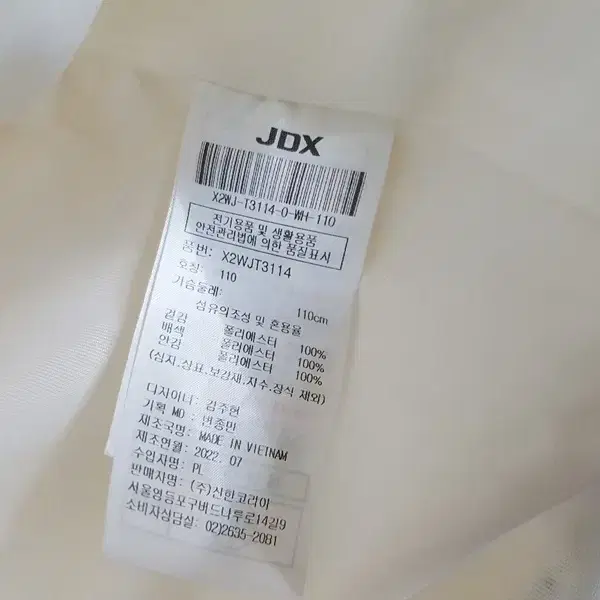 JDX
X2WJ-T3114-0-WH-110
전기용품 및 생활용품
안전관리법에 의한 품질표시
품번: X2WJT3114
호칭: 110
가슴둘레: 110cm
섬유의조성 및 혼용율
겉감 폴리에스터 100%
배색 폴리에스터 100%
안감 폴리에스터 100%
(심지.상표.보강재.자수.장식 제외)
디자이너: 김주현
기획 MD : 변종민
제조국명: MADE IN VIETNAM
제조연월: 2022. 07
수입자명: PL
판매자명: (주)신한코리아
서울영등포구버드나루로14길9
소비자상담실: 02)2635-2081